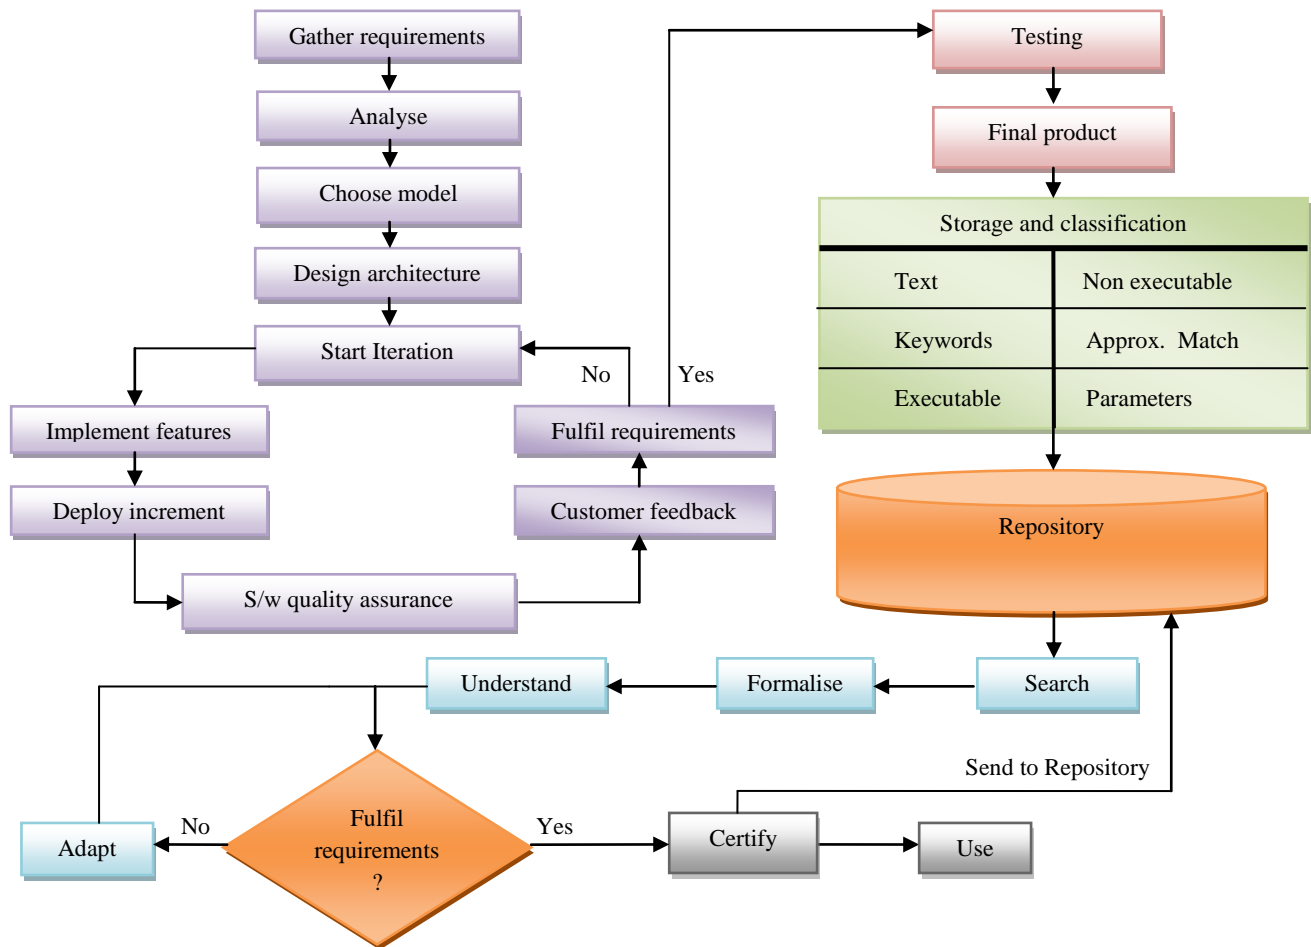 Gather requirements
Analyse
Choose model
Design architecture
Start Iteration
No
Yes
Implement features
Fulfil requirements
Deploy increment
Customer feedback
S/w quality assurance
Testing
Final product
Storage and classification
Text
Non executable
Keywords
Approx. Match
Executable
Parameters
Repository
Search
Formalise
Understand
Send to Repository
Adapt
No
Fulfil
requirements
?
Yes
Certify
Use